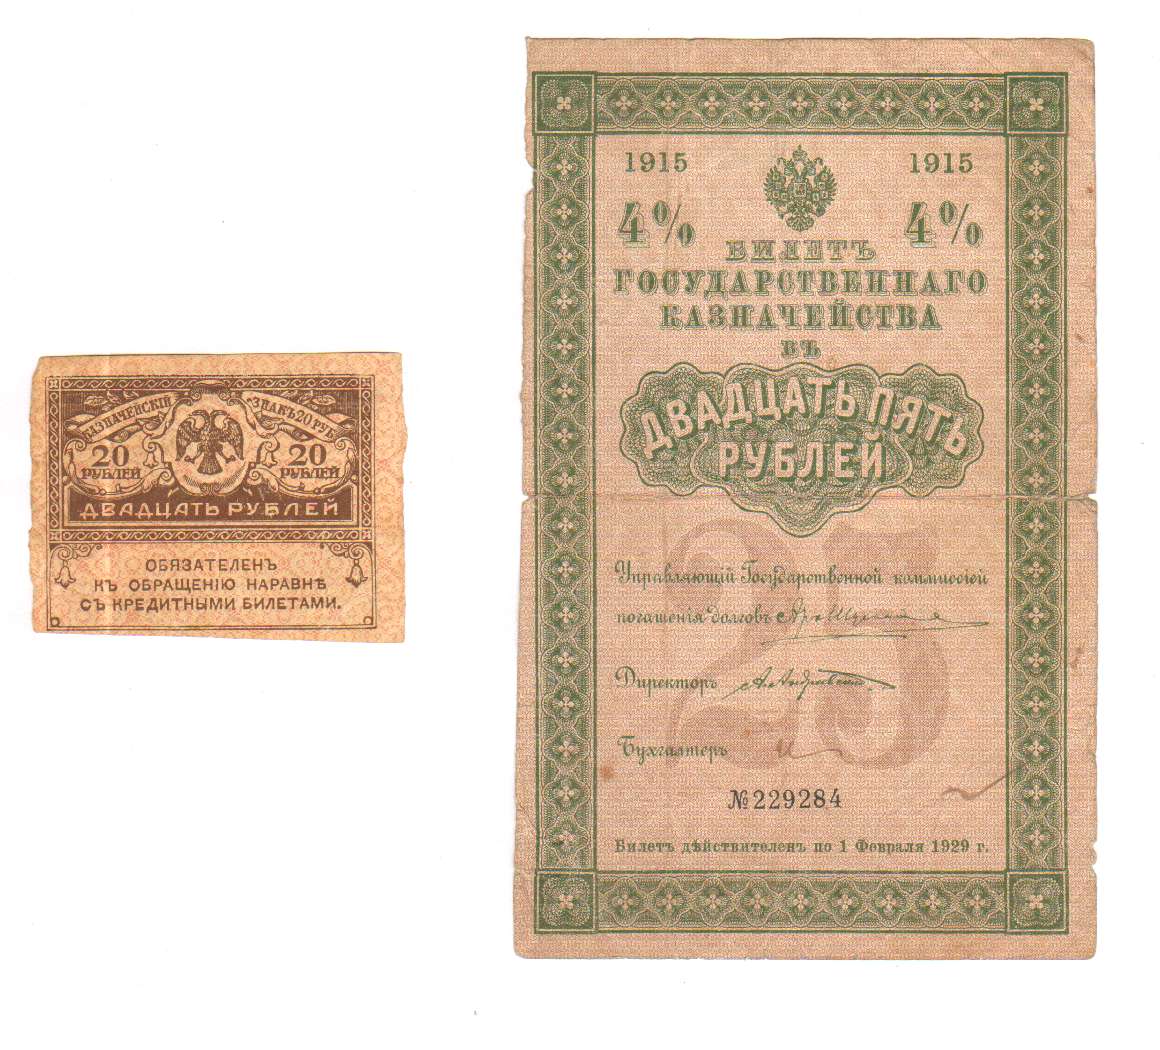 КАЗНАЧЕЙСКІЙ ЗНАКЪ 20 РУБ.
20 20
РУБЛЕЙ РУБЛЕЙ
ДВАДЦАТЬ РУБЛЕЙ
ОБЯЗАТЕЛЕНЪ
КЪ ОБРАЩЕНІЮ НАРАВНѢ
СЪ КРЕДИТНЫМИ БИЛЕТАМИ.
1915 1915
4% 4%
БИЛЕТЪ
ГОСУДАРСТВЕННАГО
КАЗНАЧЕЙСТВА
ВЪ
ДВАДЦАТЬ ПЯТЬ
РУБЛЕЙ
25
Управляющій Государственной коммиссіей
погашенія долговъ
Директоръ
Бухгалтеръ
№229284
Билетъ дѣйствителенъ по 1 Февраля 1929 г.